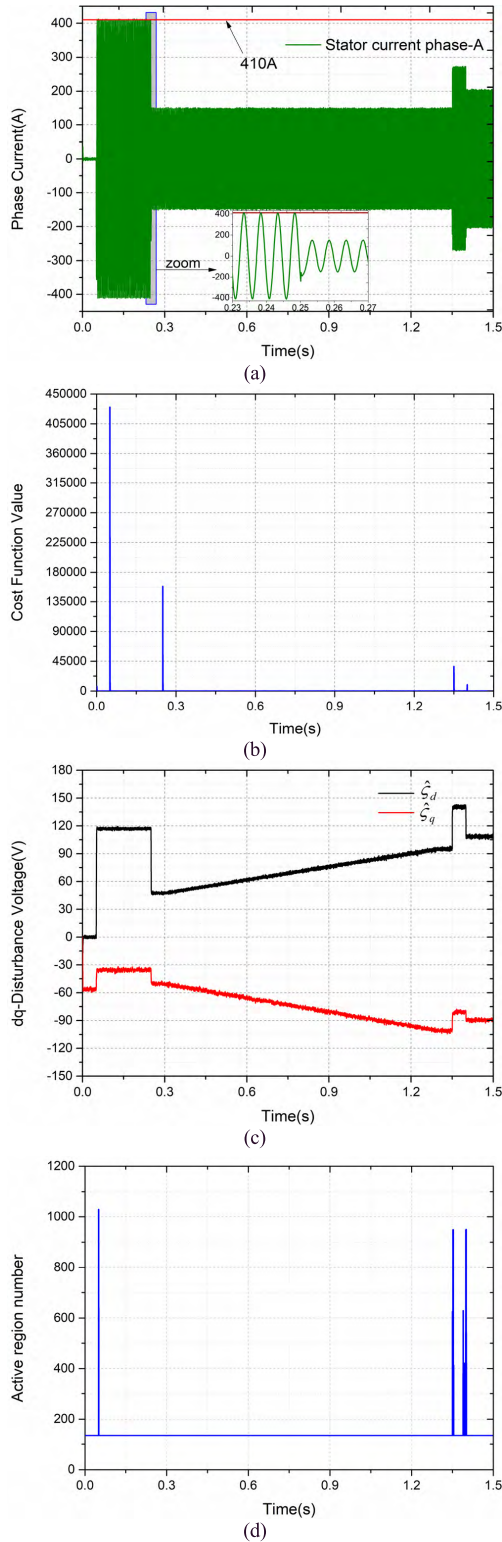 Stator current phase-A
410A
Phase Current(A)
400
300
200
100
0
-100
-200
-300
-400
zoom
400
200
0
-200
-400
0.23 0.24 0.25 0.26 0.27
0.0 0.3 0.6 0.9 1.2 1.5
Time(s)
(a)
Cost Function Value
450000
405000
360000
315000
270000
225000
180000
135000
90000
45000
0
0.0 0.3 0.6 0.9 1.2 1.5
Time(s)
(b)
dq-Disturbance Voltage(V)
180
150
120
90
60
30
0
-30
-60
-90
-120
-150
ζ̂_d
ζ̂_q
0.0 0.3 0.6 0.9 1.2 1.5
Time(s)
(c)
Active region number
1200
1000
800
600
400
200
0
0.0 0.3 0.6 0.9 1.2 1.5
Time(s)
(d)